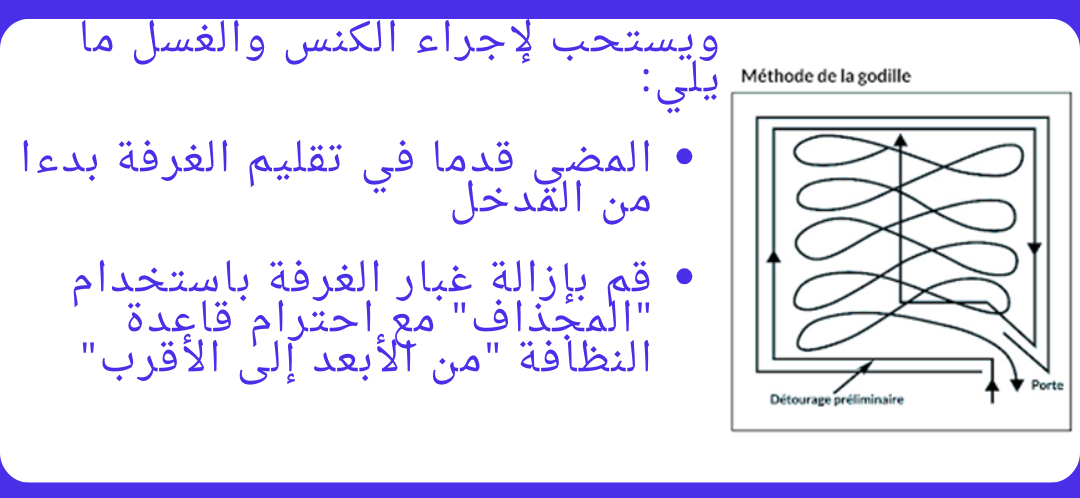 ويستحب لإجراء الكنس والغسل ما
يلي:
• المضي قدما في تقليم الغرفة بدءا
من المدخل
• قم بإزالة غبار الغرفة باستخدام
"المجذاف" مع احترام قاعدة
النظافة "من الأبعد إلى الأقرب"
Méthode de la godille
Porte
Détourage préliminaire